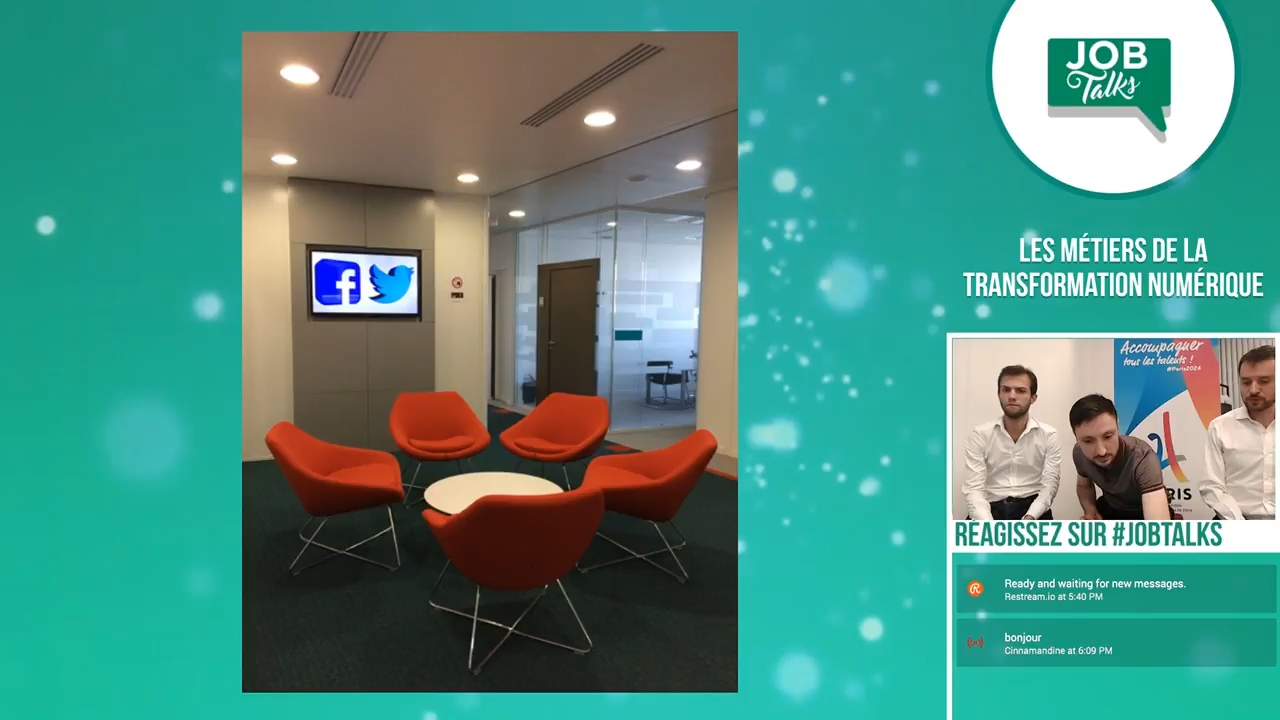 JOB
Talks
LES MÉTIERS DE LA
TRANSFORMATION NUMÉRIQUE
f
Accompagner
tous les talents !
#Paris2024
RÉAGISSEZ SUR #JOBTALKS
Ready and waiting for new messages.
Restream.io at 5:40 PM
bonjour
Cinnamandine at 6:09 PM